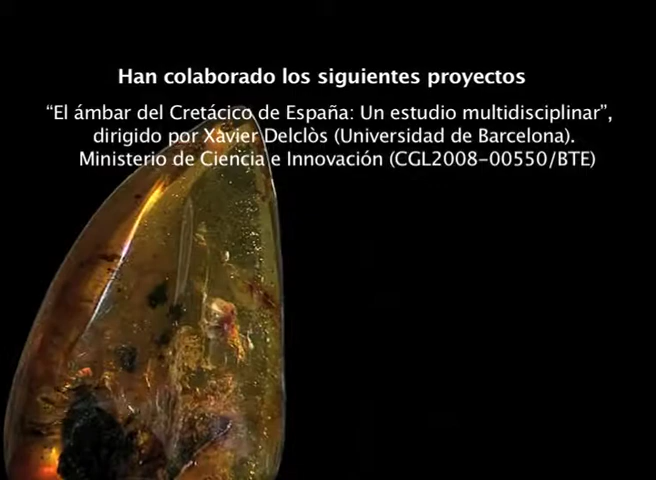 Han colaborado los siguientes proyectos
“El ámbar del Cretácico de España: Un estudio multidisciplinar”,
dirigido por Xavier Delclòs (Universidad de Barcelona).
Ministerio de Ciencia e Innovación (CGL2008-00550/BTE)